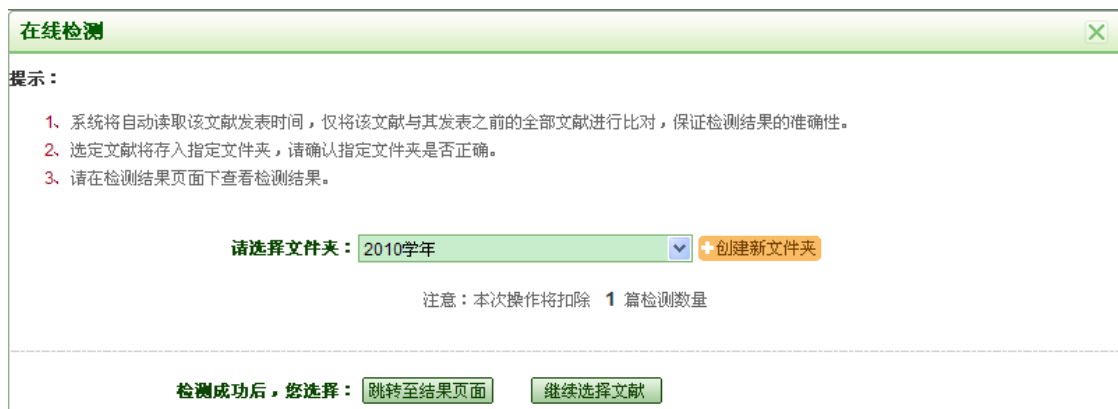 在线检测
提示：
1、系统将自动读取该文献发表时间，仅将该文献与其发表之前的全部文献进行比对，保证检测结果的准确性。
2、选定文献将存入指定文件夹，请确认指定文件夹是否正确。
3、请在检测结果页面下查看检测结果。
请选择文件夹： 2010学年 创建新文件夹
注意：本次操作将扣除 1 篇检测数量
检测成功后，您选择： 跳转至结果页面 继续选择文献